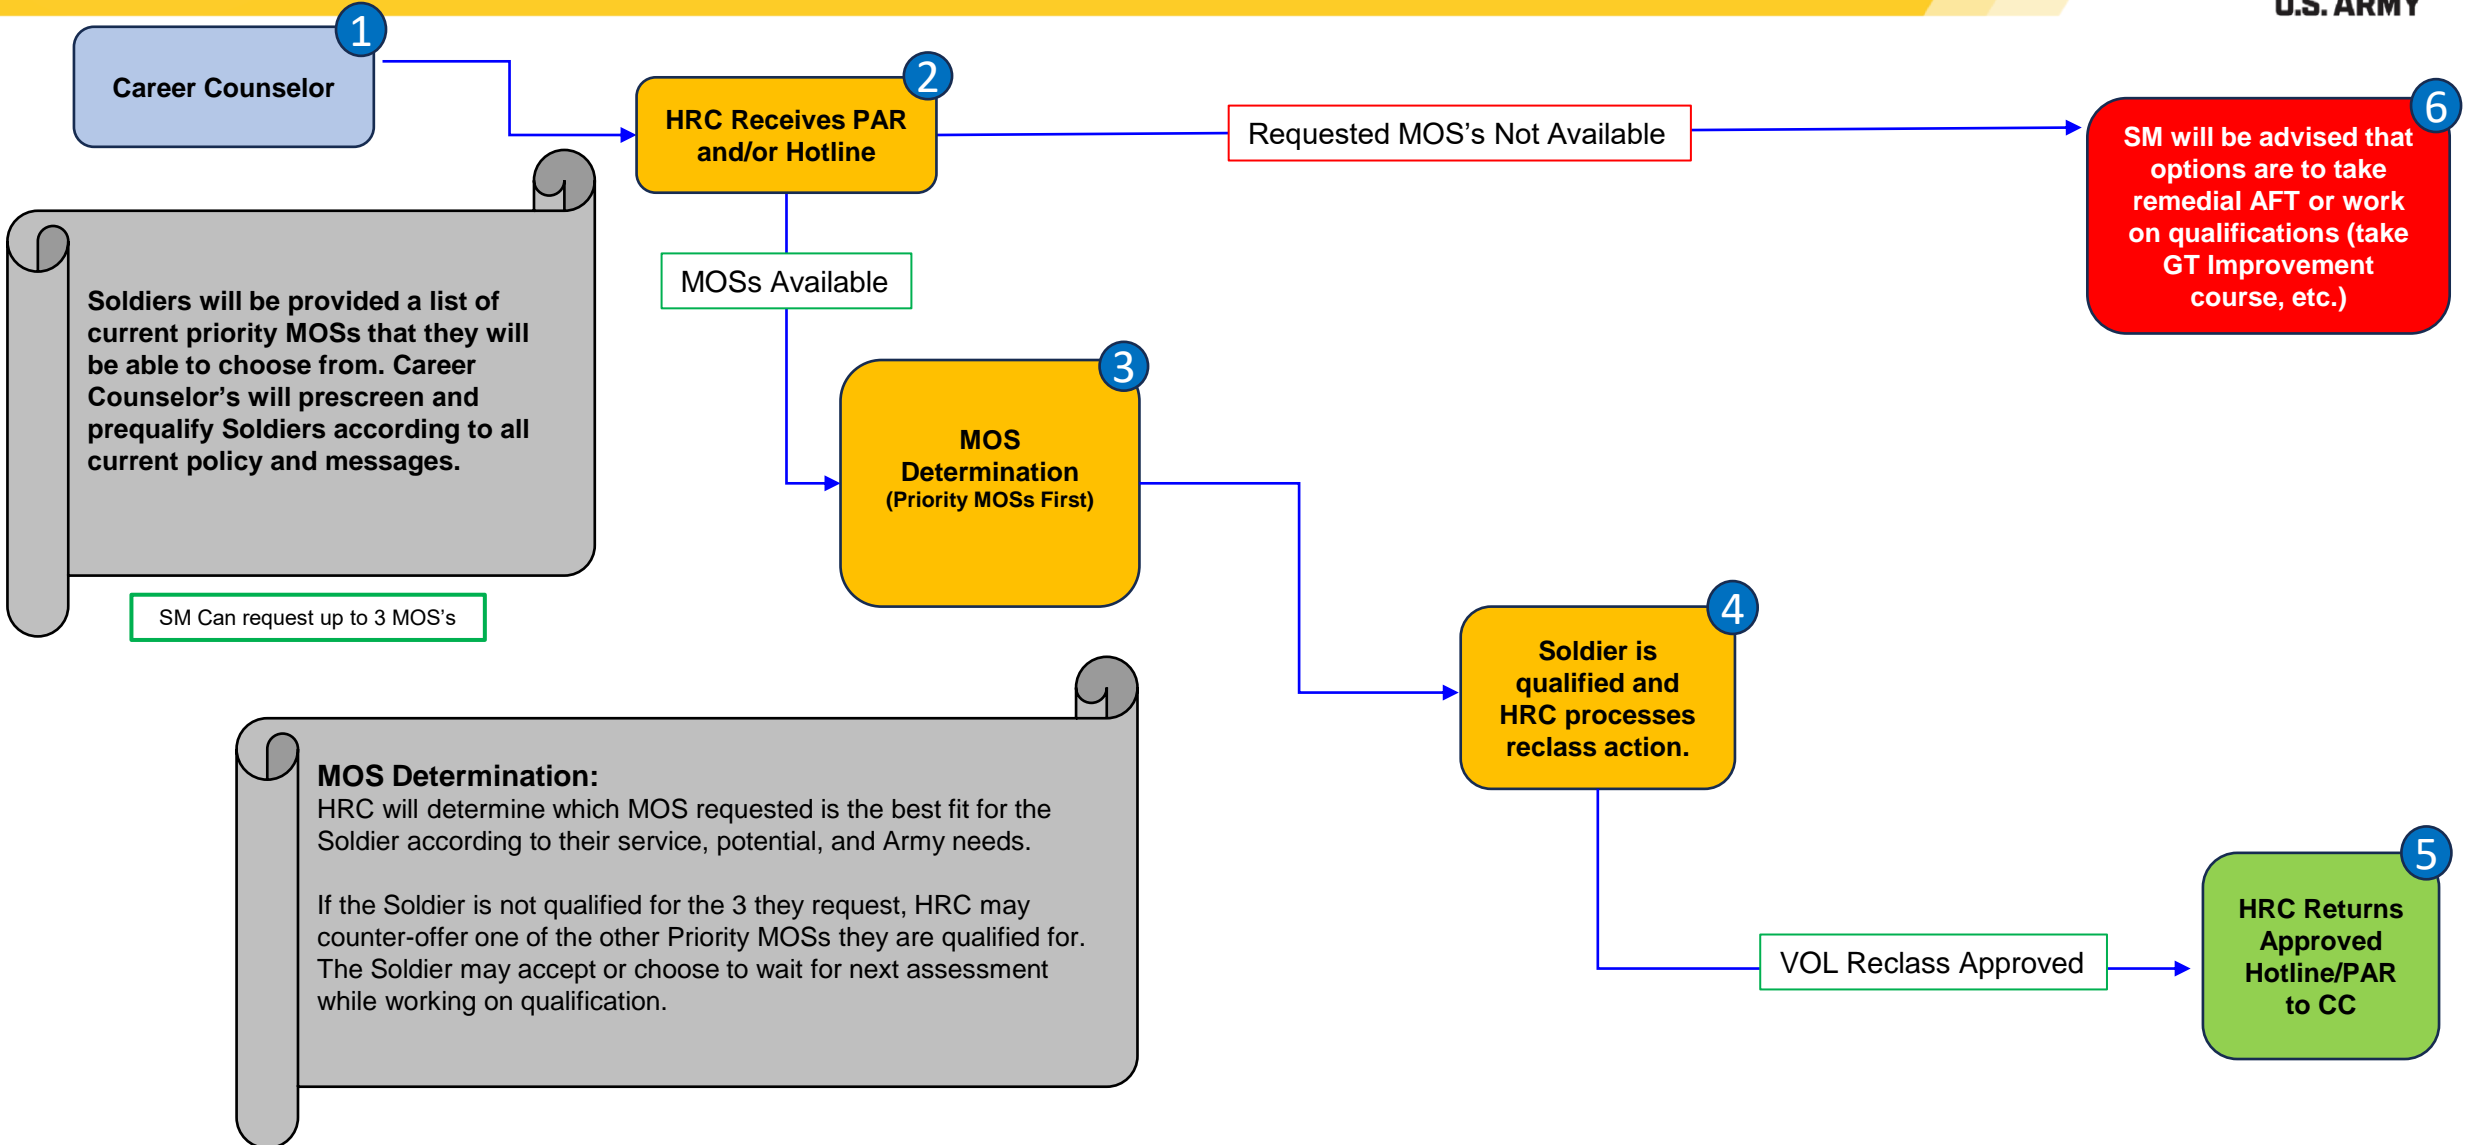 U.S. ARMY
1
Career Counselor
2
HRC Receives PAR
and/or Hotline
Requested MOS's Not Available
6
SM will be advised that
options are to take
remedial AFT or work
on qualifications (take
GT Improvement
course, etc.)
MOSs Available
Soldiers will be provided a list of
current priority MOSs that they will
be able to choose from. Career
Counselor’s will prescreen and
prequalify Soldiers according to all
current policy and messages.
SM Can request up to 3 MOS's
3
MOS
Determination
(Priority MOSs First)
4
Soldier is
qualified and
HRC processes
reclass action.
MOS Determination:
HRC will determine which MOS requested is the best fit for the
Soldier according to their service, potential, and Army needs.
If the Soldier is not qualified for the 3 they request, HRC may
counter-offer one of the other Priority MOSs they are qualified for.
The Soldier may accept or choose to wait for next assessment
while working on qualification.
VOL Reclass Approved
5
HRC Returns
Approved
Hotline/PAR
to CC